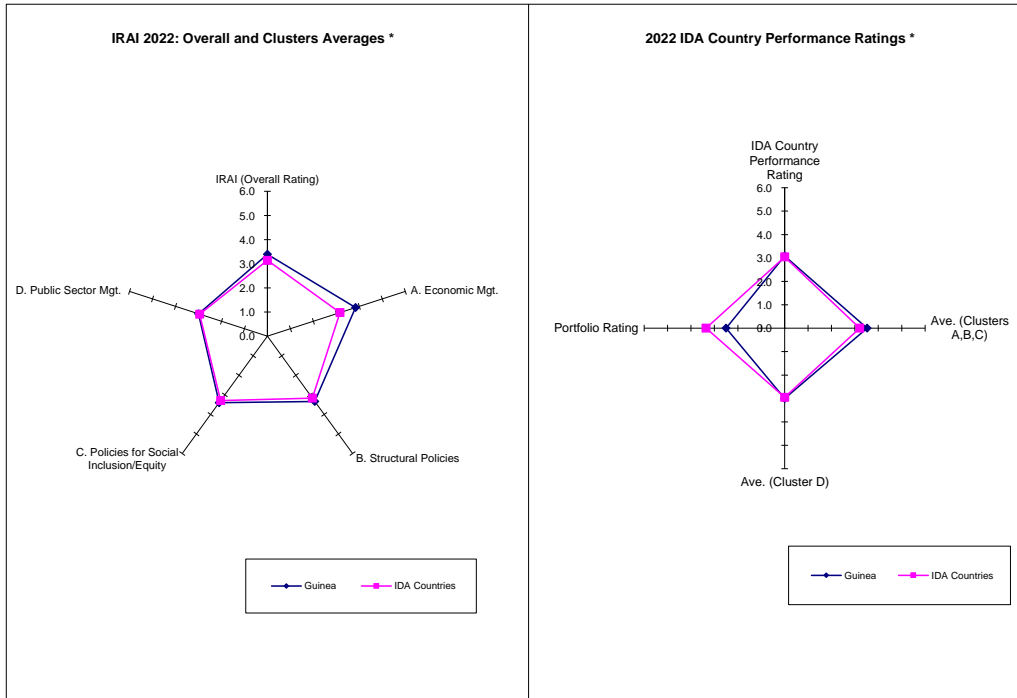 IRAI 2022: Overall and Clusters Averages *
IRAI (Overall Rating)
6.0
5.0
4.0
3.0
2.0
1.0
0.0
A. Economic Mgt.
B. Structural Policies
C. Policies for Social
Inclusion/Equity
D. Public Sector Mgt.
Guinea
IDA Countries
2022 IDA Country Performance Ratings *
IDA Country
Performance
Rating
6.0
5.0
4.0
3.0
2.0
1.0
0.0
Ave. (Clusters
A,B,C)
Ave. (Cluster D)
Portfolio Rating
Guinea
IDA Countries